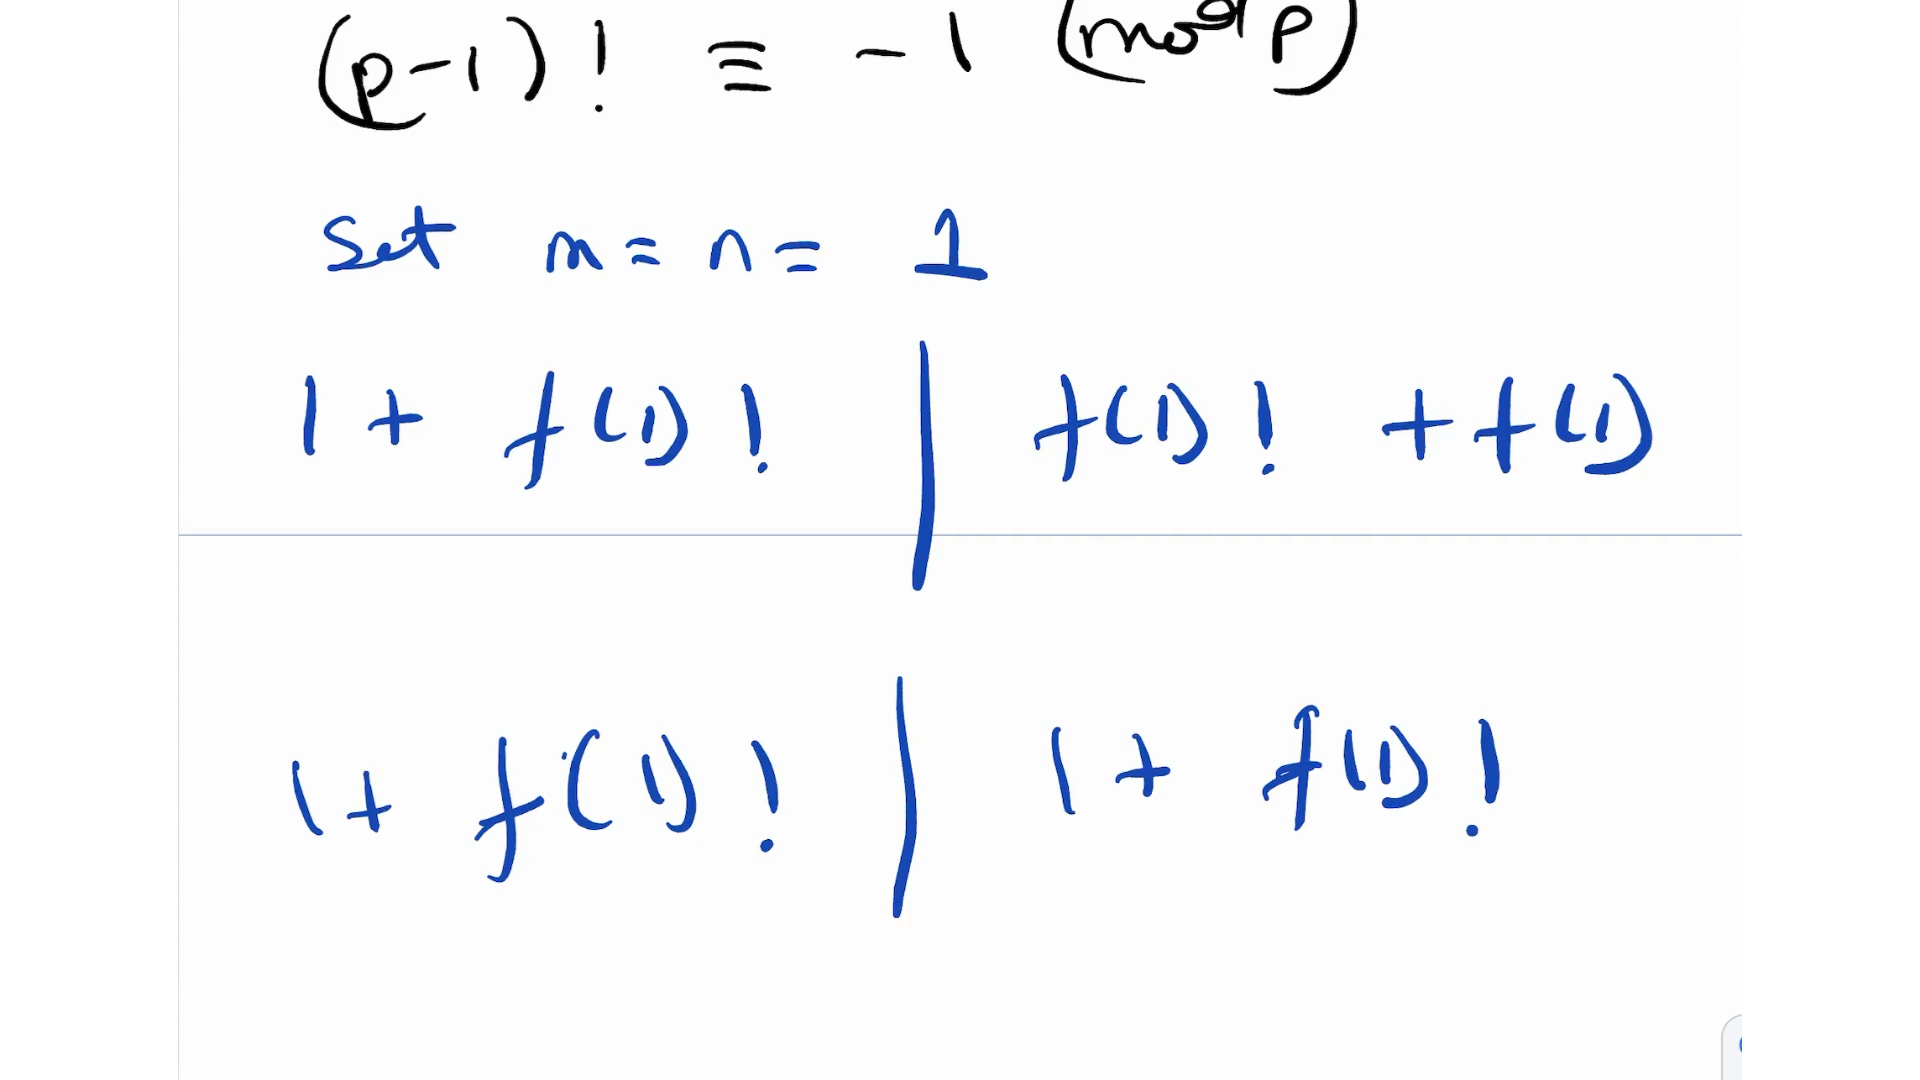 (p-1)! ≡ -1 (mod p)
Set m = n = 1
1 + f(1)! | f(1)! + f(1)
1 + f(1)! | 1 + f(1)!